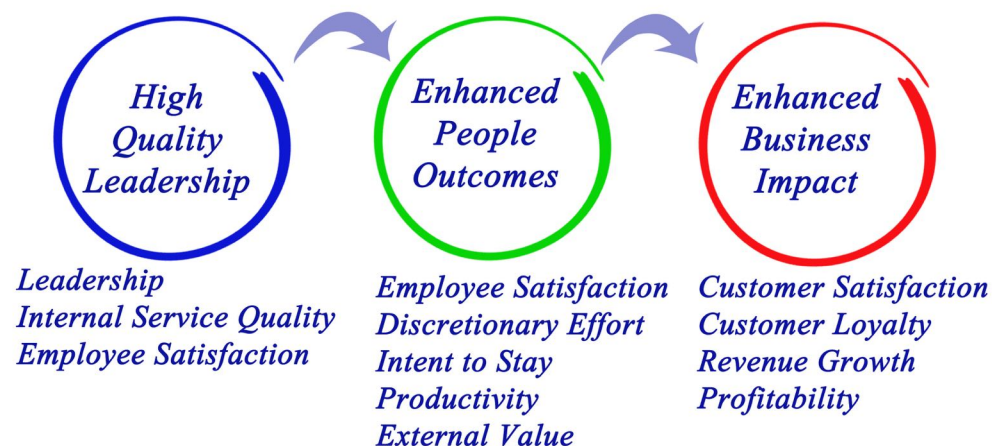 High
Quality
Leadership
Enhanced
People
Outcomes
Enhanced
Business
Impact
Leadership
Internal Service Quality
Employee Satisfaction
Employee Satisfaction
Discretionary Effort
Intent to Stay
Productivity
External Value
Customer Satisfaction
Customer Loyalty
Revenue Growth
Profitability